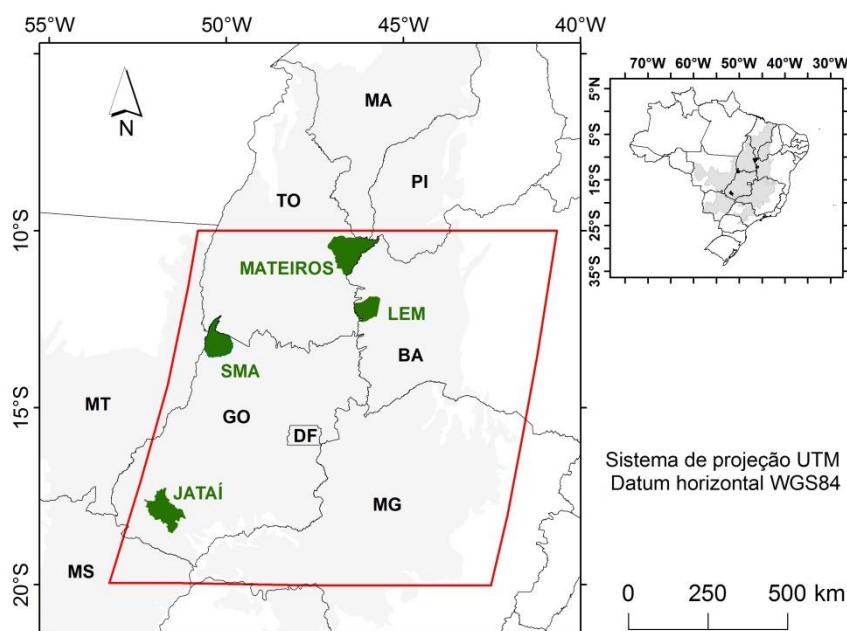 55°W 50°W 45°W 40°W
70°W 60°W 50°W 40°W 30°W
5°N
5°S
15°S
25°S
35°S
N
MA
PI
TO
10°S
MATEIROS
LEM
SMA
BA
MT
15°S
GO
DF
JATAÍ
MG
MS
20°S
Sistema de projeção UTM
Datum horizontal WGS84
0 250 500 km